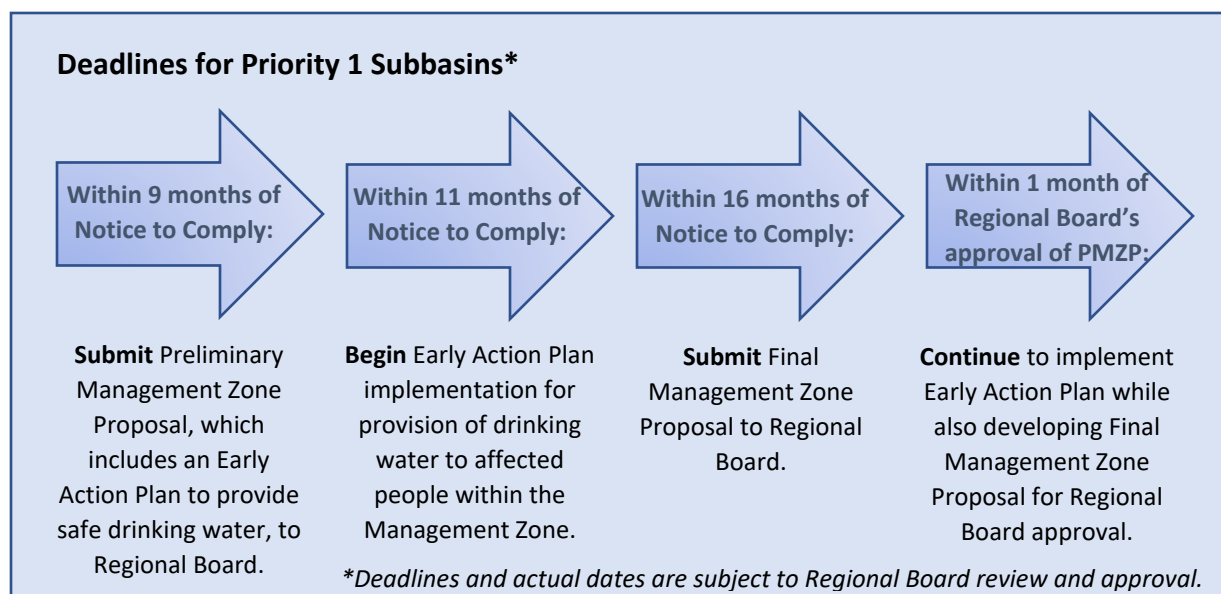 Deadlines for Priority 1 Subbasins*
Within 9 months of
Notice to Comply:
Submit Preliminary
Management Zone
Proposal, which
includes an Early
Action Plan to provide
safe drinking water, to
Regional Board.
Within 11 months of
Notice to Comply:
Begin Early Action Plan
implementation for
provision of drinking
water to affected
people within the
Management Zone.
Within 16 months of
Notice to Comply:
Submit Final
Management Zone
Proposal to Regional
Board.
Within 1 month of
Regional Board’s
approval of PMZP:
Continue to implement
Early Action Plan while
also developing Final
Management Zone
Proposal for Regional
Board approval.
*Deadlines and actual dates are subject to Regional Board review and approval.